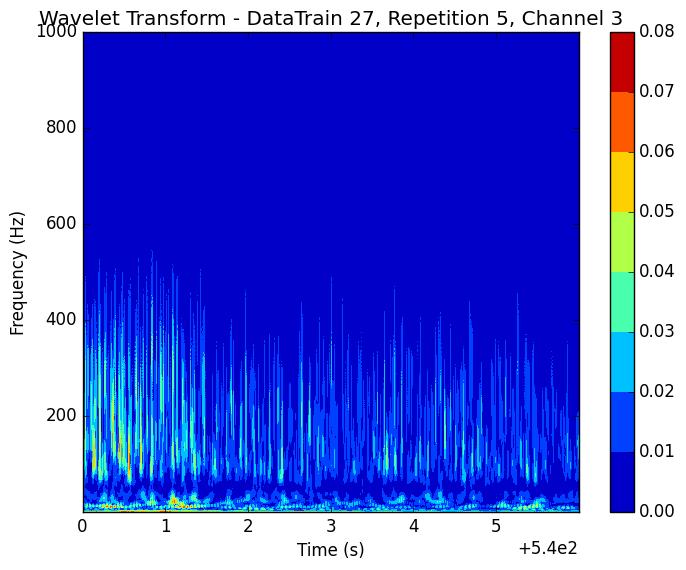 Wavelet Transform - DataTrain 27, Repetition 5, Channel 3
1000
800
600
400
200
Frequency (Hz)
0 1 2 3 4 5
+5.4e2
Time (s)
0.08
0.07
0.06
0.05
0.04
0.03
0.02
0.01
0.00